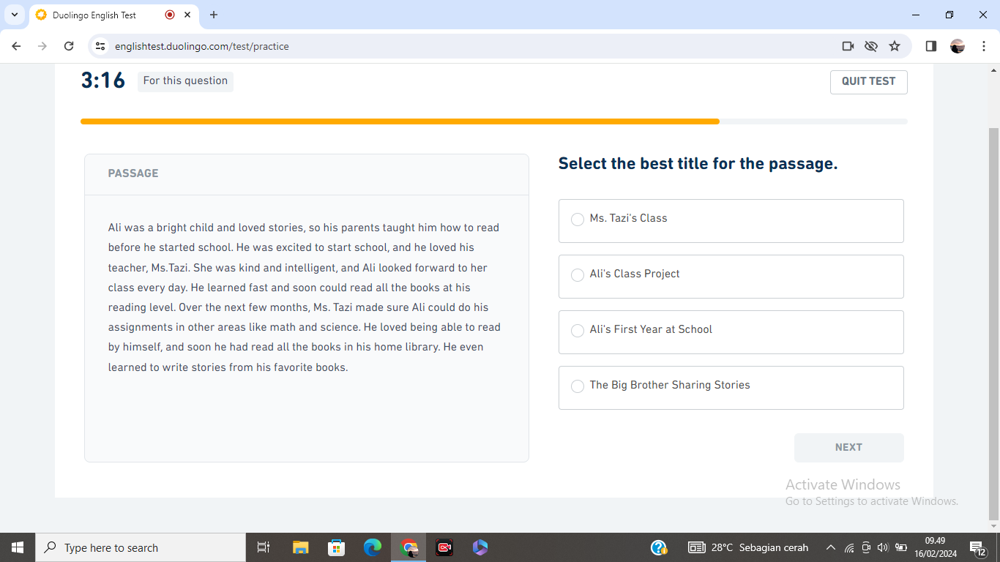 Duolingo English Test
englishtest.duolingo.com/test/practice
3:16 For this question
QUIT TEST
PASSAGE
Ali was a bright child and loved stories, so his parents taught him how to read
before he started school. He was excited to start school, and he loved his
teacher, Ms.Tazi. She was kind and intelligent, and Ali looked forward to her
class every day. He learned fast and soon could read all the books at his
reading level. Over the next few months, Ms. Tazi made sure Ali could do his
assignments in other areas like math and science. He loved being able to read
by himself, and soon he had read all the books in his home library. He even
learned to write stories from his favorite books.
Select the best title for the passage.
Ms. Tazi's Class
Ali's Class Project
Ali's First Year at School
The Big Brother Sharing Stories
NEXT
Activate Windows
Go to Settings to activate Windows.
Type here to search
28°C Sebagian cerah
09.49
16/02/2024
12